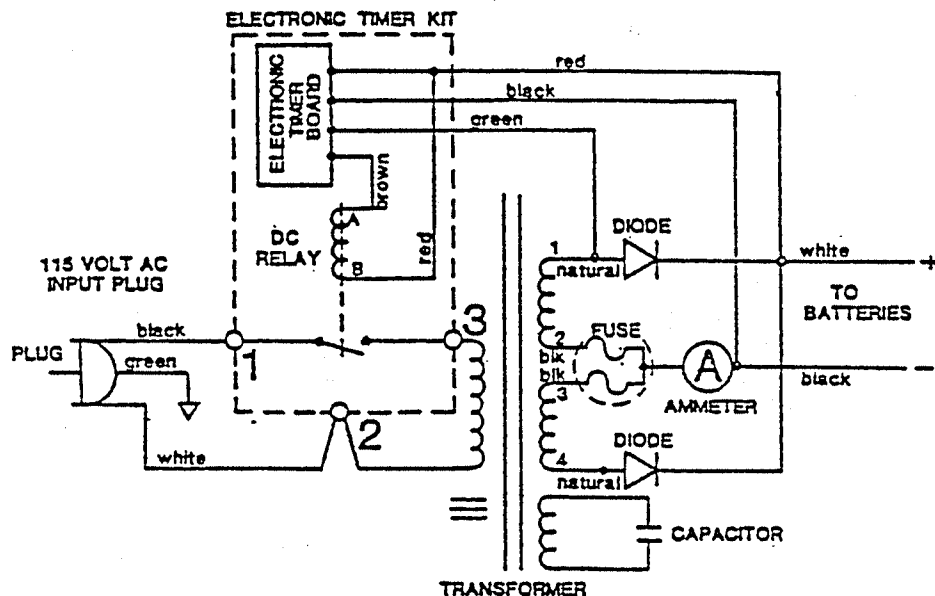 ELECTRONIC TIMER KIT
ELECTRONIC
TIMER
BOARD
red
black
green
brown
red
A
B
DC
RELAY
115 VOLT AC
INPUT PLUG
PLUG
black
green
white
1
2
3
DIODE
1
natural
white
+
TO
BATTERIES
FUSE
2
blk
blk
3
A
AMMETER
black
-
DIODE
4
natural
CAPACITOR
TRANSFORMER